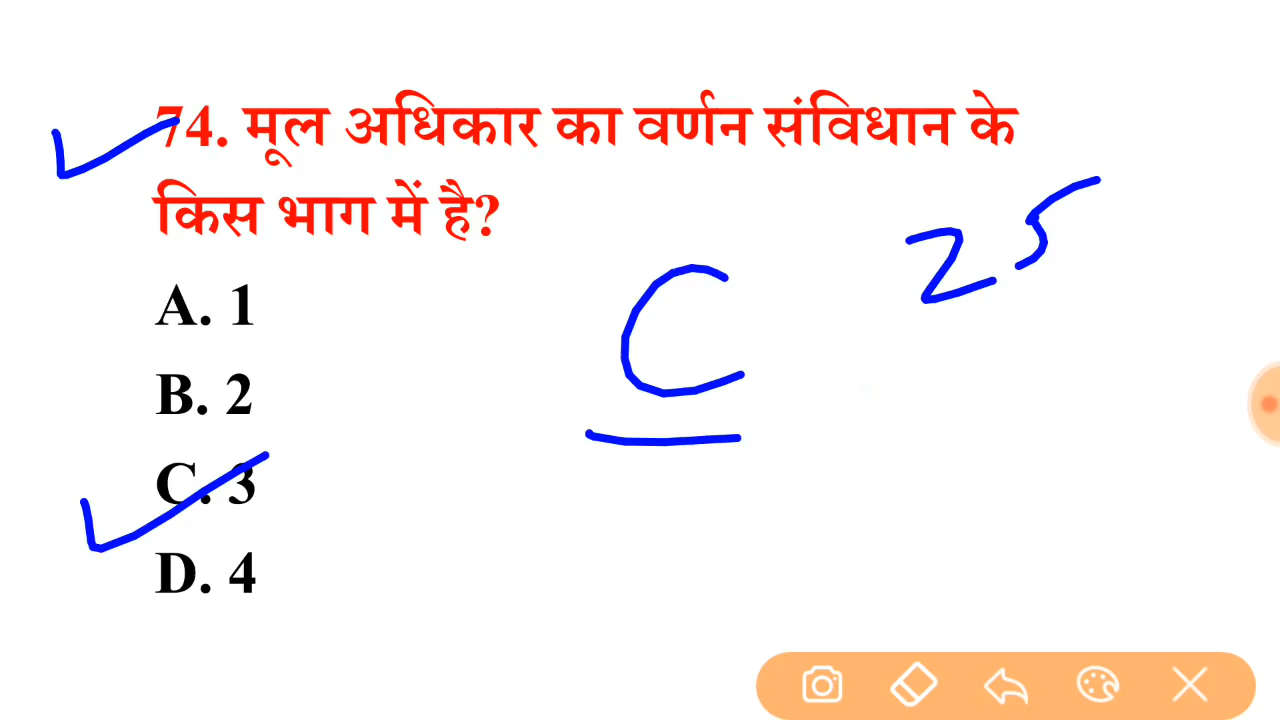 74. मूल अधिकार का वर्णन संविधान के
किस भाग में है?
25
A. 1
C
B. 2
C. 3
D. 4